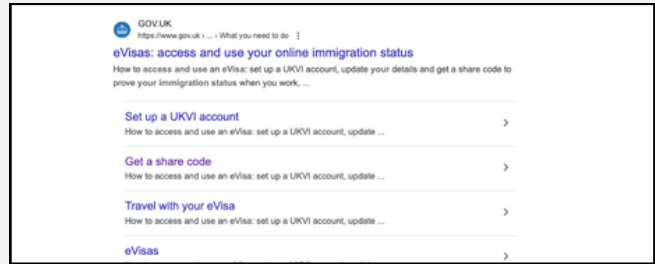 GOV.UK
https://www.gov.uk › ... › What you need to do
eVisas: access and use your online immigration status
How to access and use an eVisa: set up a UKVI account, update your details and get a share code to
prove your immigration status when you work, ...
Set up a UKVI account
How to access and use an eVisa: set up a UKVI account, update ...
Get a share code
How to access and use an eVisa: set up a UKVI account, update ...
Travel with your eVisa
How to access and use an eVisa: set up a UKVI account, update ...
eVisas